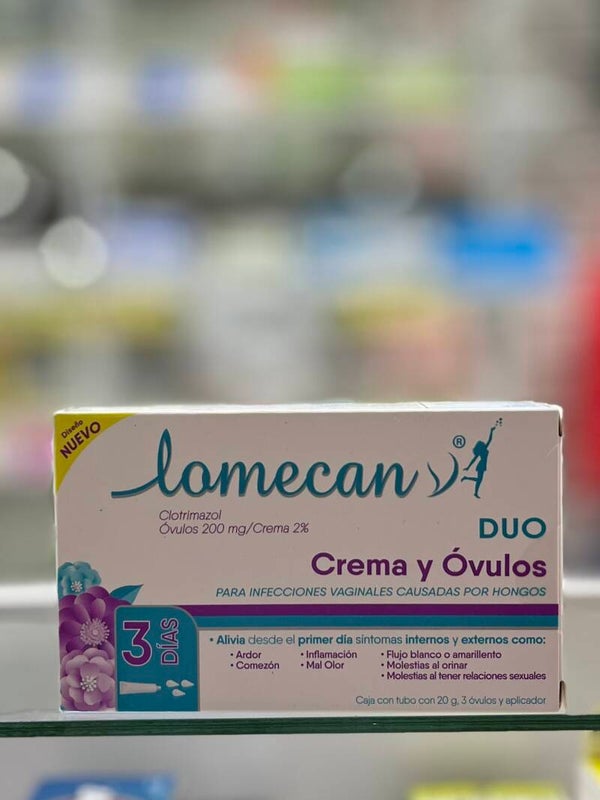 Diseño
NUEVO
lomecan V®
Clotrimazol
Óvulos 200 mg/Crema 2%
DUO
Crema y Óvulos
PARA INFECCIONES VAGINALES CAUSADAS POR HONGOS
3 DÍAS
• Alivia desde el primer día síntomas internos y externos como:
• Ardor • Inflamación • Flujo blanco o amarillento
• Comezón • Mal Olor • Molestias al orinar
• Molestias al tener relaciones sexuales
Caja con tubo con 20 g, 3 óvulos y aplicador